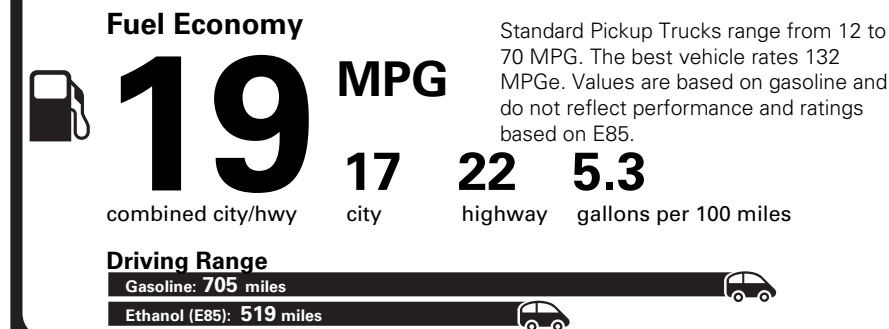 Fuel Economy
19 MPG
Standard Pickup Trucks range from 12 to
70 MPG. The best vehicle rates 132
MPGe. Values are based on gasoline and
do not reflect performance and ratings
based on E85.
17 22 5.3
combined city/hwy city highway gallons per 100 miles
Driving Range
Gasoline: 705 miles
Ethanol (E85): 519 miles